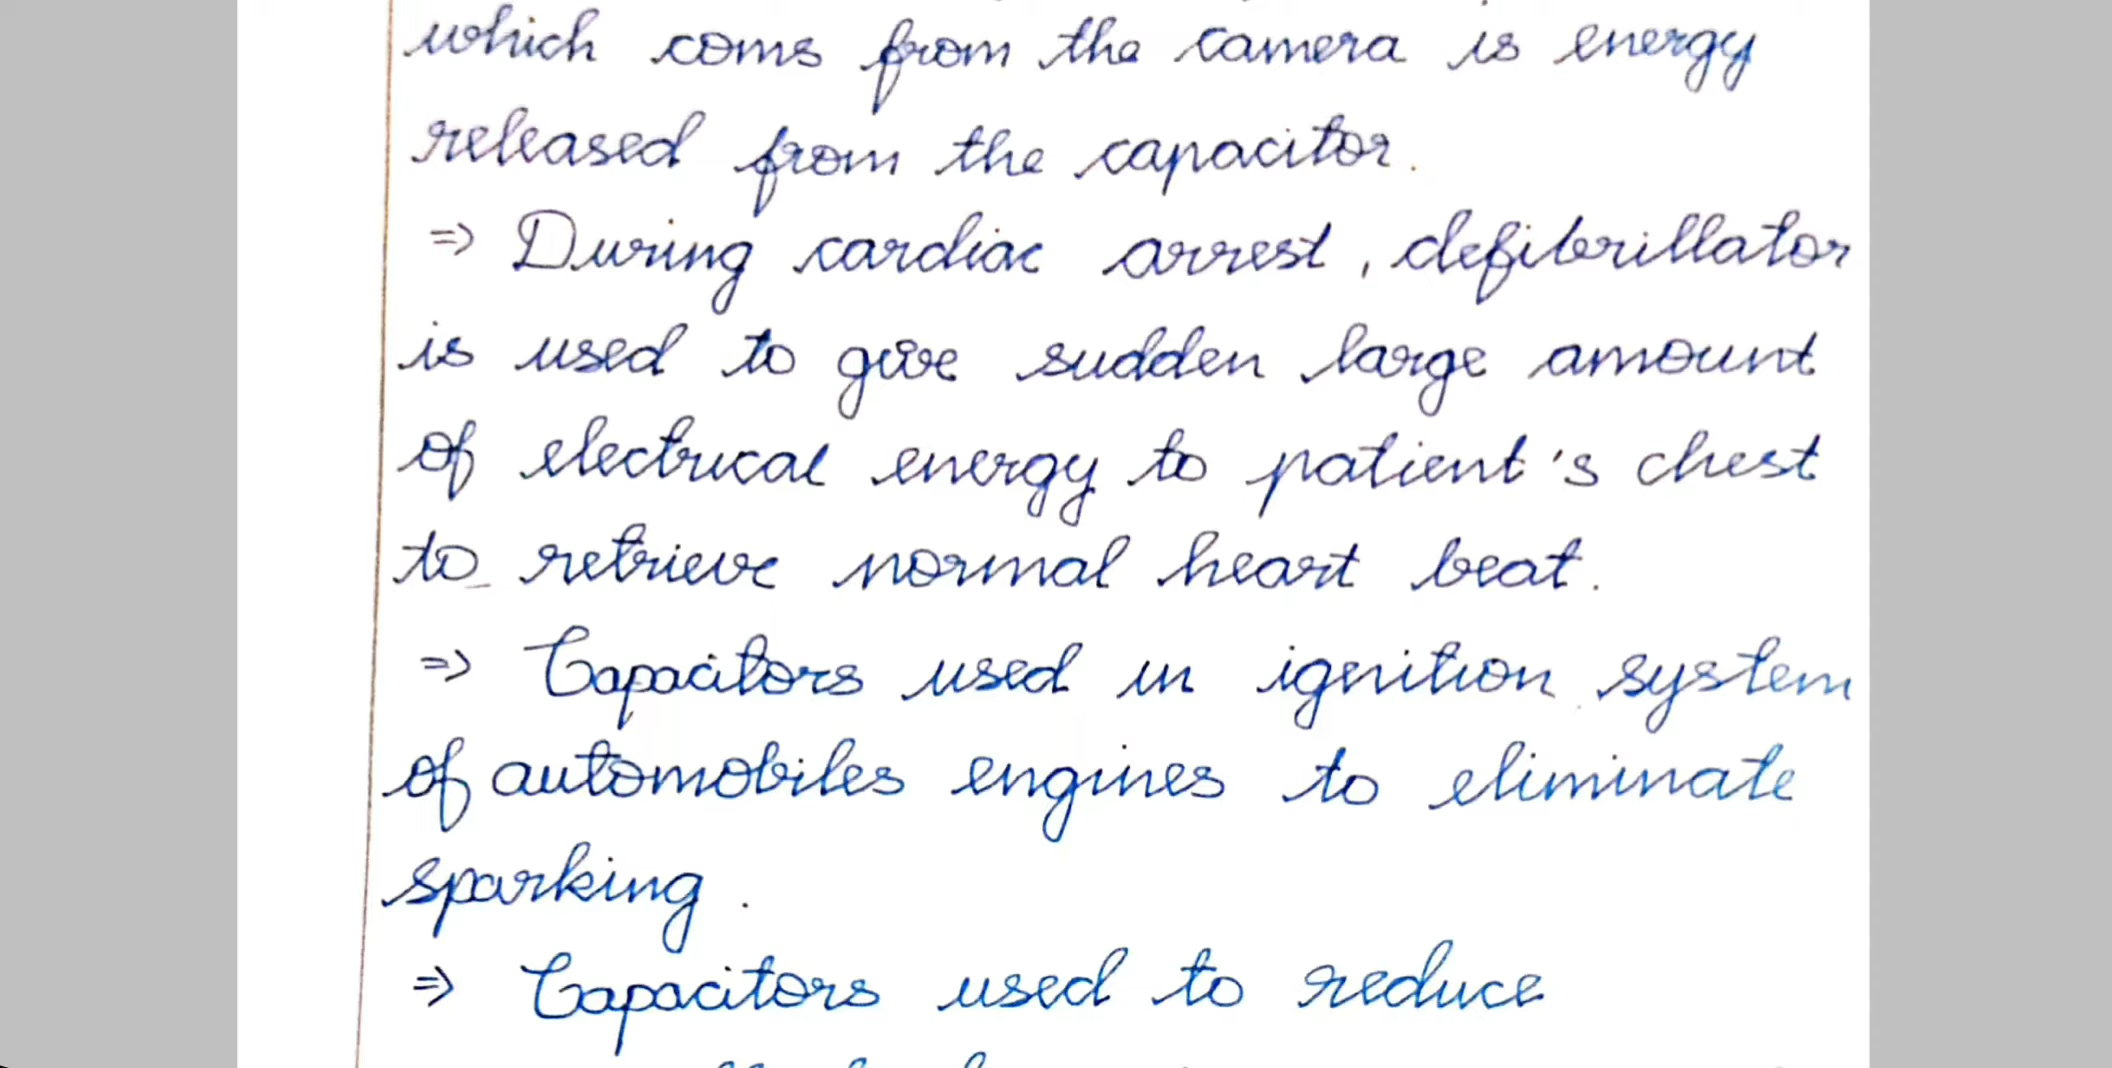 which coms from the camera is energy
released from the capacitor.
⇒ During cardiac arrest, defibrillator
is used to give sudden large amount
of electrical energy to patient's chest
to retrieve normal heart beat.
⇒ Capacitors used in ignition system
of automobiles engines to eliminate
sparking.
⇒ Capacitors used to reduce